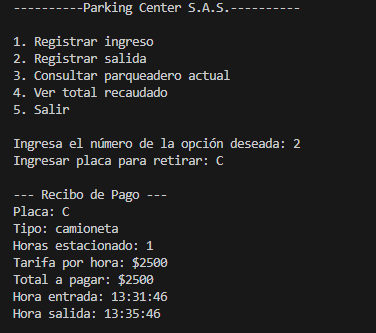 ----------Parking Center S.A.S.----------
1. Registrar ingreso
2. Registrar salida
3. Consultar parqueadero actual
4. Ver total recaudado
5. Salir
Ingresa el número de la opción deseada: 2
Ingresar placa para retirar: C
--- Recibo de Pago ---
Placa: C
Tipo: camioneta
Horas estacionado: 1
Tarifa por hora: $2500
Total a pagar: $2500
Hora entrada: 13:31:46
Hora salida: 13:35:46